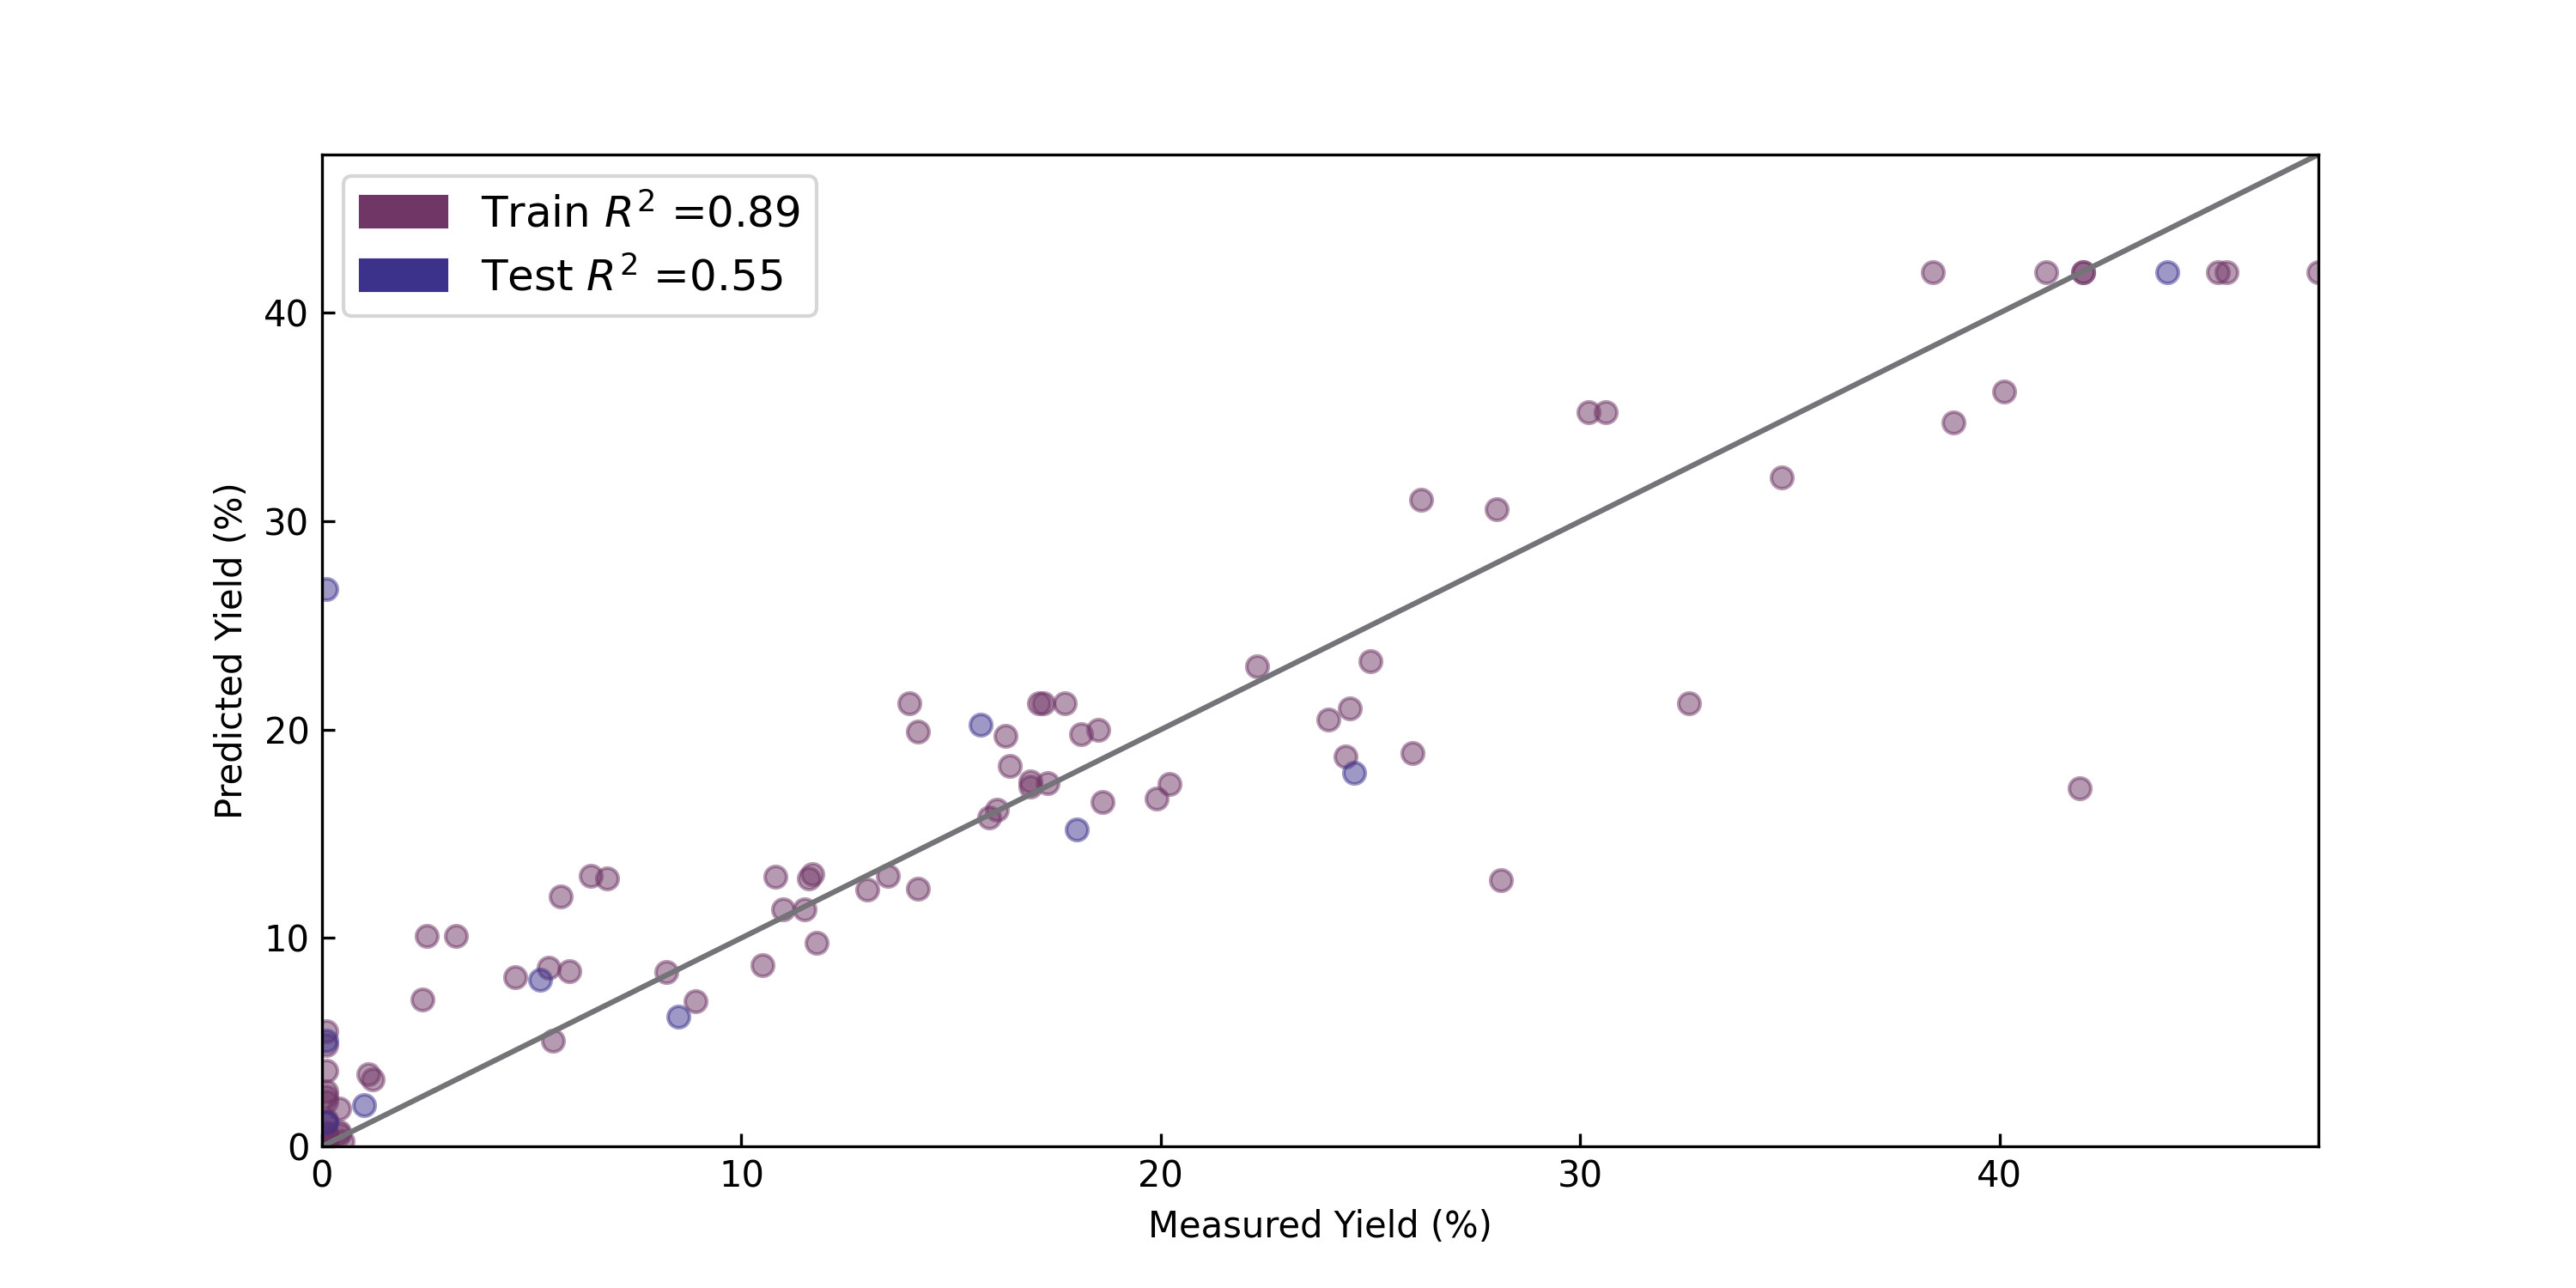 Train R² =0.89
Test R² =0.55
40
30
20
10
0
Predicted Yield (%)
0 10 20 30 40
Measured Yield (%)